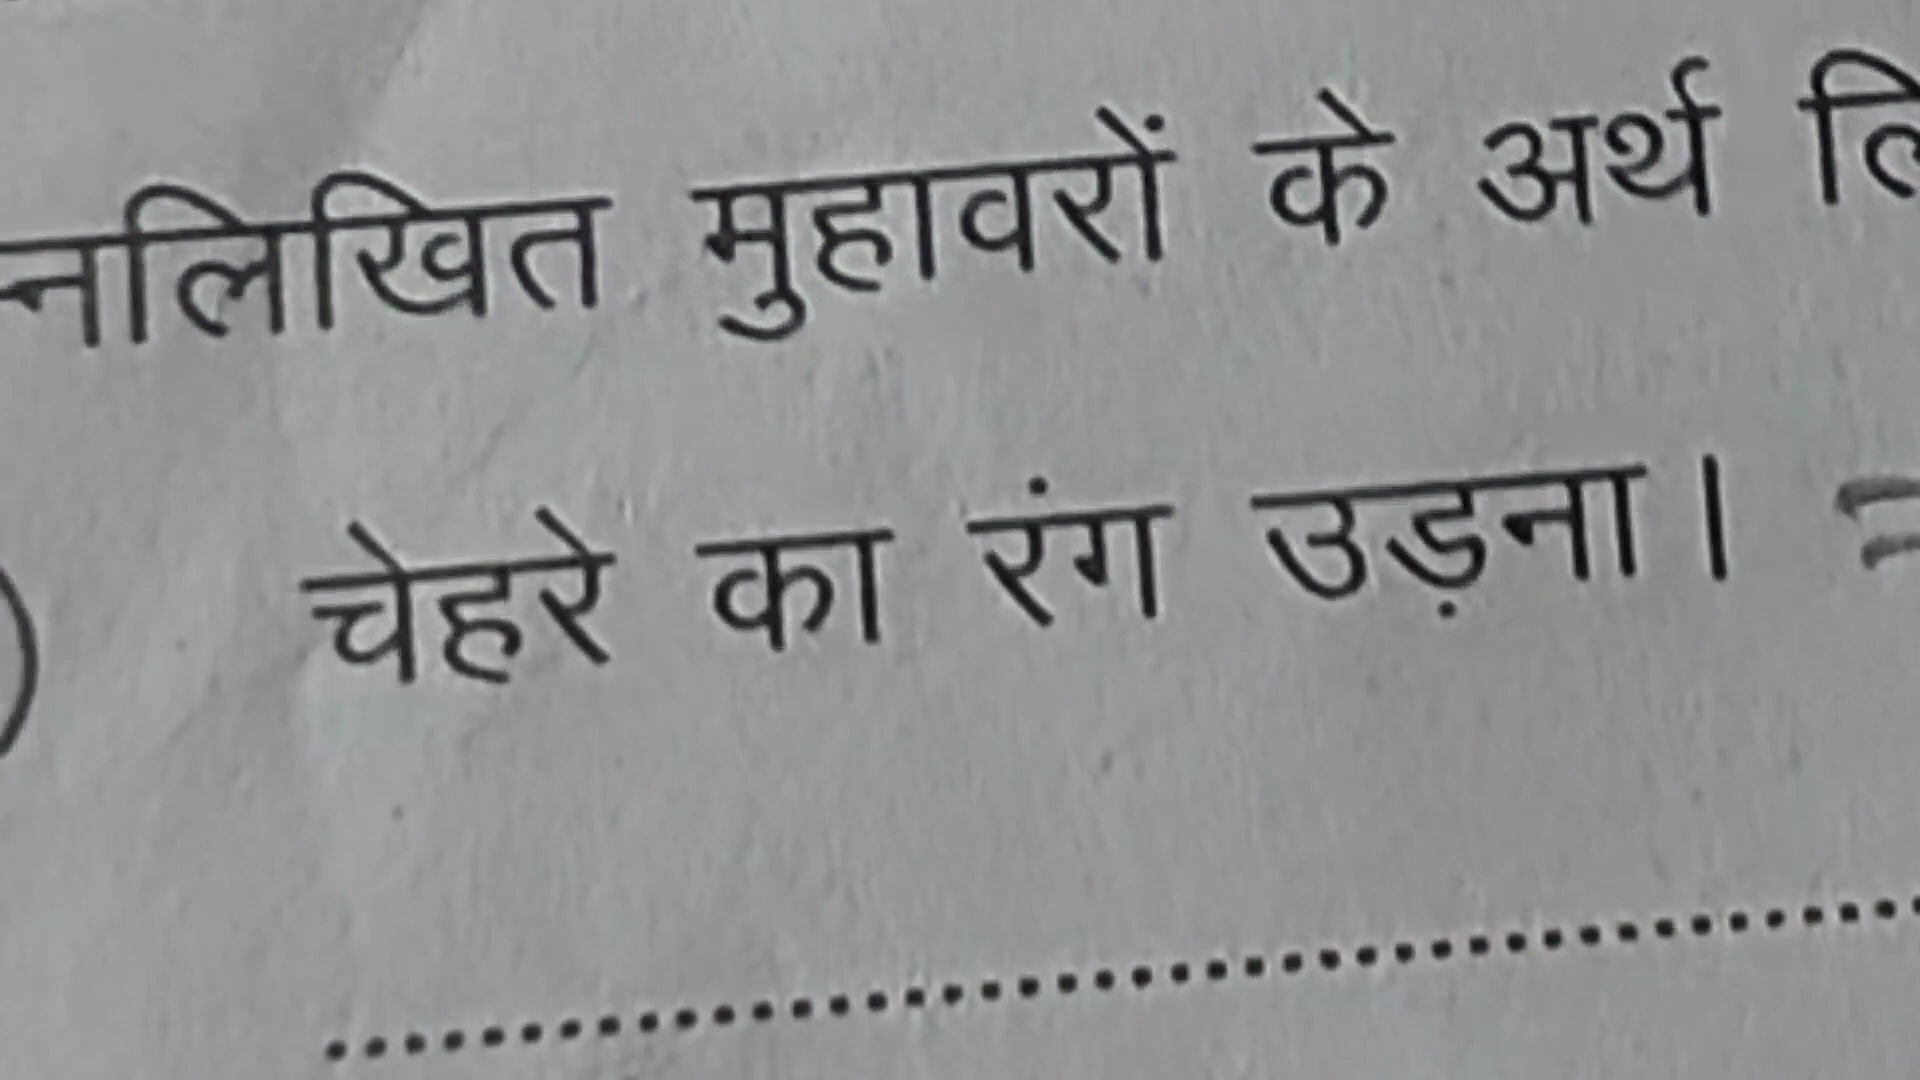 नलिखित मुहावरों के अर्थ लि
) चेहरे का रंग उड़ना। =